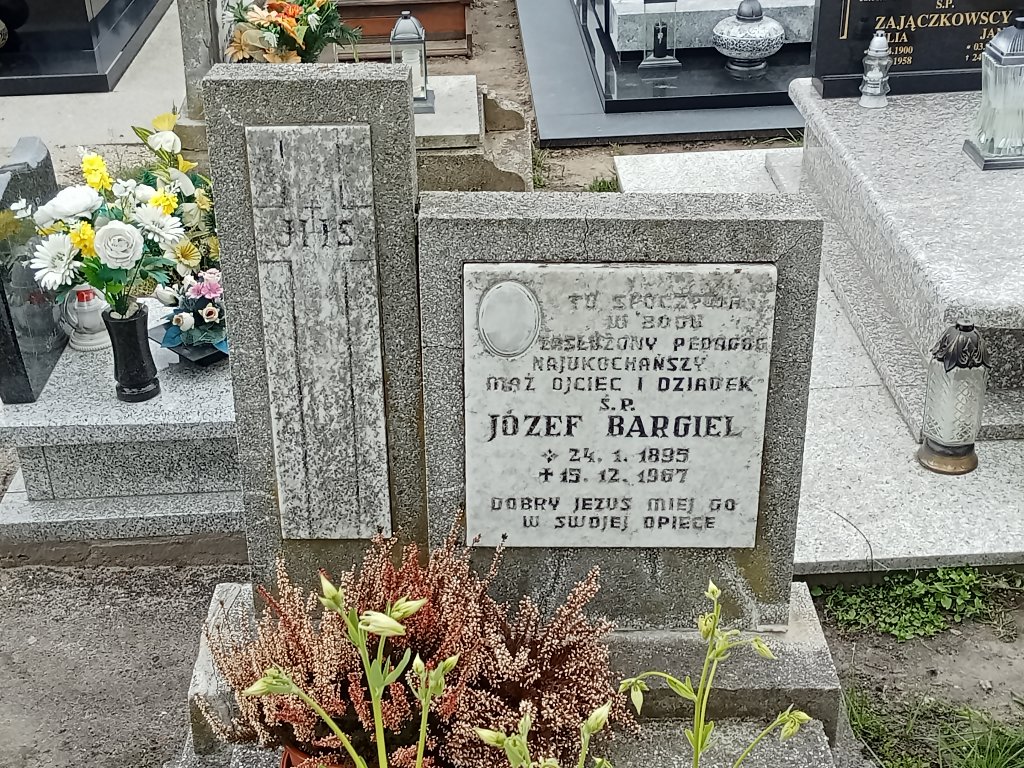 Ś.P.
ZAJĄCZKOWSCY
JHS
TU SPOCZYWA
W BOGU
ZASŁUŻONY PEDAGOG
NAJUKOCHAŃSZY
MĄŻ OJCIEC I DZIADEK
Ś.P.
JÓZEF BARGIEL
24. 1. 1895
✝ 15. 12. 1967
DOBRY JEZUS MIEJ GO
W SWOJEJ OPIECE